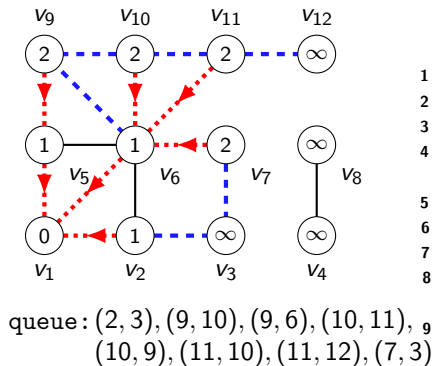 v9 v10 v11 v12
2 2 2 ∞
1
2
3
4
1 1 2 ∞
v5 v6 v7 v8
5
6
7
8
0 1 ∞ ∞
v1 v2 v3 v4
queue: (2, 3), (9, 10), (9, 6), (10, 11), 9
(10, 9), (11, 10), (11, 12), (7, 3)